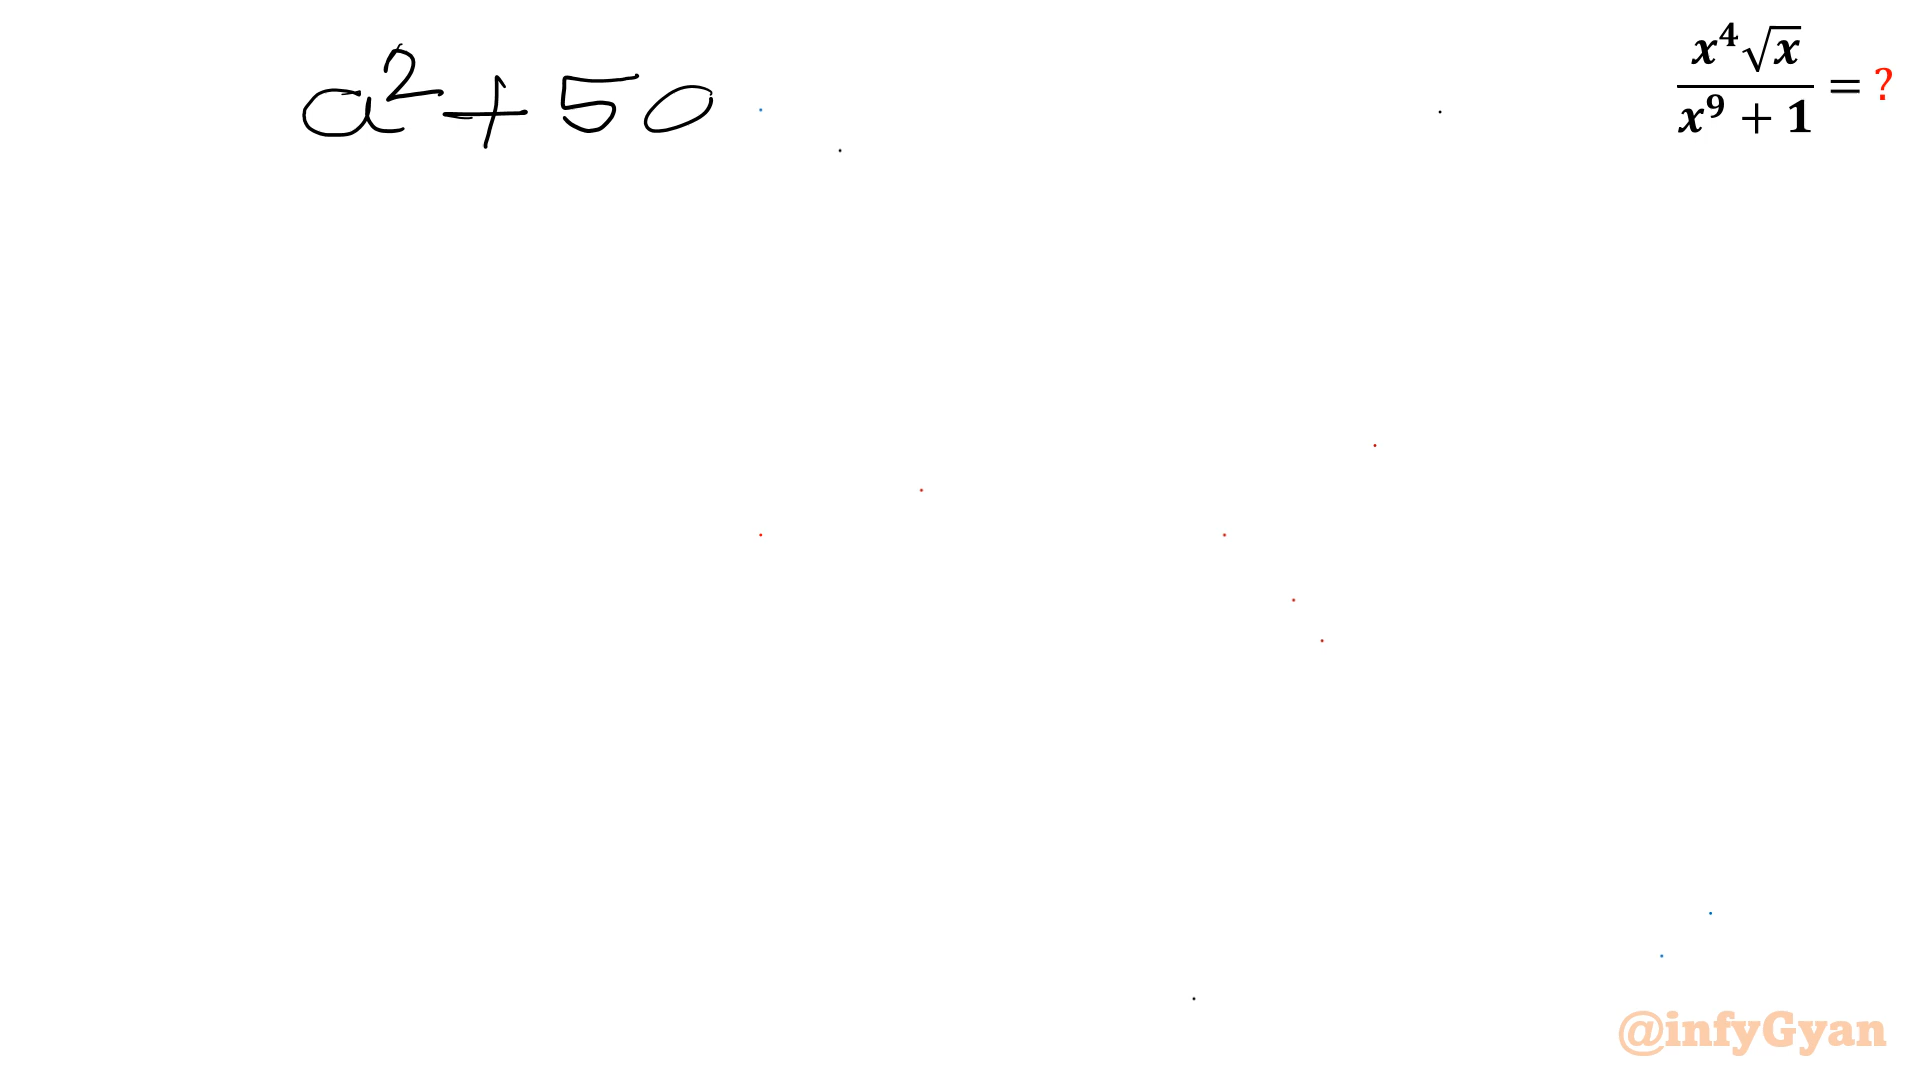 a² + 50
x⁴√x / x⁹ + 1 = ?
@infyGyan